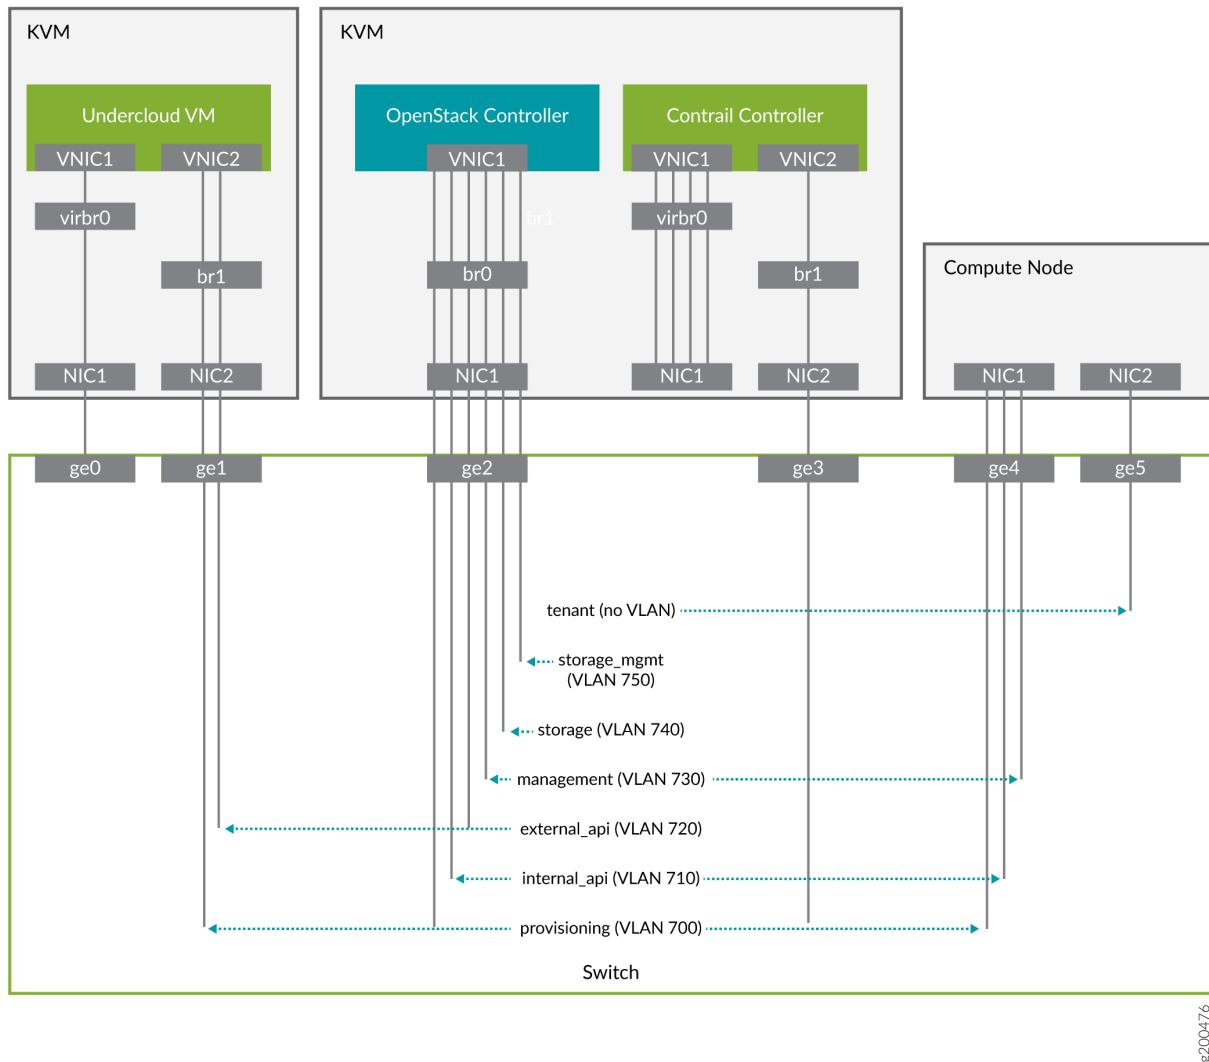 KVM
KVM
Undercloud VM
OpenStack Controller
Contrail Controller
VNIC1
VNIC2
VNIC1
VNIC1
VNIC2
virbr0
br1
virbr0
br1
br0
br1
Compute Node
NIC1
NIC2
NIC1
NIC1
NIC2
NIC1
NIC2
ge0
ge1
ge2
ge3
ge4
ge5
tenant (no VLAN)
storage_mgmt
(VLAN 750)
storage (VLAN 740)
management (VLAN 730)
external_api (VLAN 720)
internal_api (VLAN 710)
provisioning (VLAN 700)
Switch
g200476